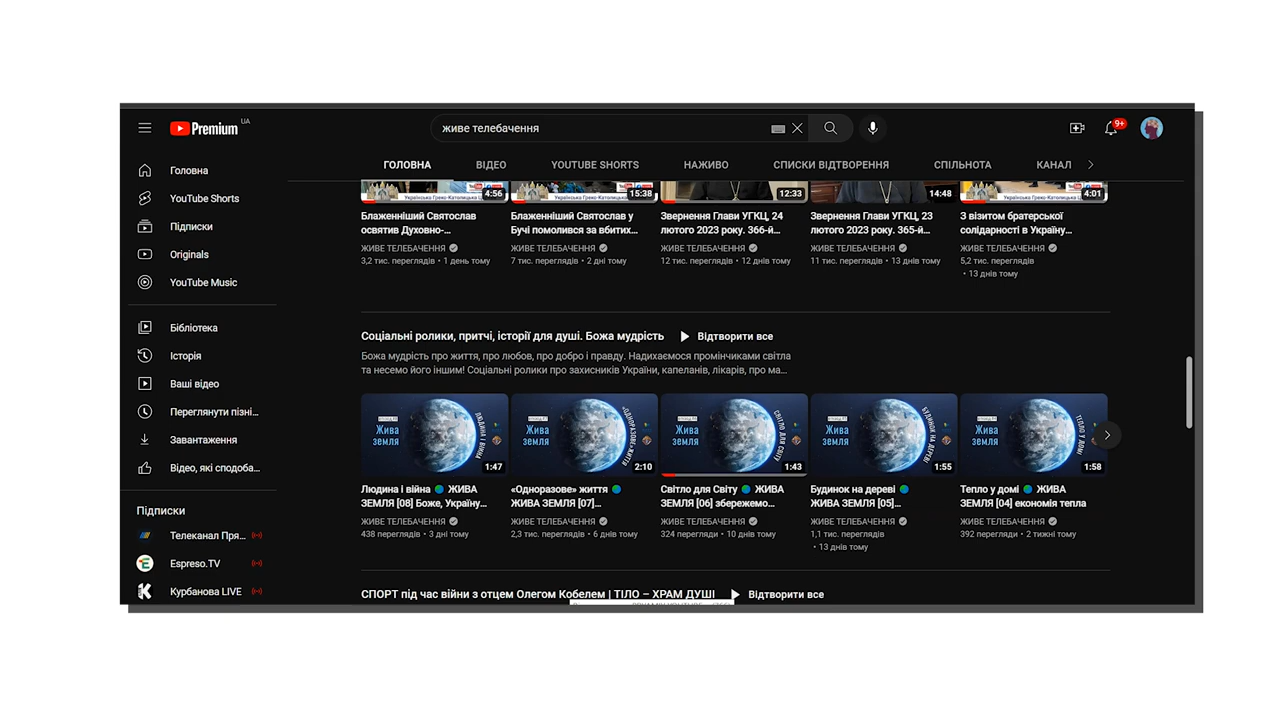 Premium UA
живе телебачення
9+
ГОЛОВНА ВІДЕО YOUTUBE SHORTS НАЖИВО СПИСКИ ВІДТВОРЕННЯ СПІЛЬНОТА КАНАЛ
Головна
YouTube Shorts
Підписки
Originals
YouTube Music
Бібліотека
Історія
Ваші відео
Переглянути пізні...
Завантаження
Відео, які сподоба...
Підписки
Телеканал Пря...
Espreso.TV
Курбанова LIVE
4:56
15:38
12:33
14:48
4:01
Блаженніший Святослав
освятив Духовно-...
ЖИВЕ ТЕЛЕБАЧЕННЯ
3,2 тис. переглядів • 1 день тому
Блаженніший Святослав у
Бучі помолився за вбитих...
ЖИВЕ ТЕЛЕБАЧЕННЯ
7 тис. переглядів • 2 дні тому
Звернення Глави УГКЦ, 24
лютого 2023 року. 366-й...
ЖИВЕ ТЕЛЕБАЧЕННЯ
12 тис. переглядів • 12 днів тому
Звернення Глави УГКЦ, 23
лютого 2023 року. 365-й...
ЖИВЕ ТЕЛЕБАЧЕННЯ
11 тис. переглядів • 13 днів тому
З візитом братерської
солідарності в Україну...
ЖИВЕ ТЕЛЕБАЧЕННЯ
5,2 тис. переглядів
• 13 днів тому
Соціальні ролики, притчі, історії для душі. Божа мудрість Відтворити все
Божа мудрість про життя, про любов, про добро і правду. Надихаємося промінчиками світла
та несемо його іншим! Соціальні ролики про захисників України, капеланів, лікарів, про ма...
Жива
земля
ЛЮДИНА І ВІЙНА
1:47
Жива
земля
«ОДНОРАЗОВЕ» ЖИТТЯ
2:10
Жива
земля
СВІТЛО ДЛЯ СВІТУ
1:43
Жива
земля
БУДИНОК НА ДЕРЕВІ
1:55
Жива
земля
ТЕПЛО У ДОМІ
1:58
Людина і війна ЖИВА
ЗЕМЛЯ [08] Боже, Україну...
ЖИВЕ ТЕЛЕБАЧЕННЯ
438 переглядів • 3 дні тому
«Одноразове» життя
ЖИВА ЗЕМЛЯ [07]...
ЖИВЕ ТЕЛЕБАЧЕННЯ
2,3 тис. переглядів • 6 днів тому
Світло для Світу ЖИВА
ЗЕМЛЯ [06] збережемо...
ЖИВЕ ТЕЛЕБАЧЕННЯ
324 перегляди • 10 днів тому
Будинок на дереві
ЖИВА ЗЕМЛЯ [05]...
ЖИВЕ ТЕЛЕБАЧЕННЯ
1,1 тис. переглядів
• 13 днів тому
Тепло у домі ЖИВА
ЗЕМЛЯ [04] економія тепла
ЖИВЕ ТЕЛЕБАЧЕННЯ
392 перегляди • 2 тижні тому
СПОРТ під час війни з отцем Олегом Кобелем | ТІЛО – ХРАМ ДУШІ Відтворити все